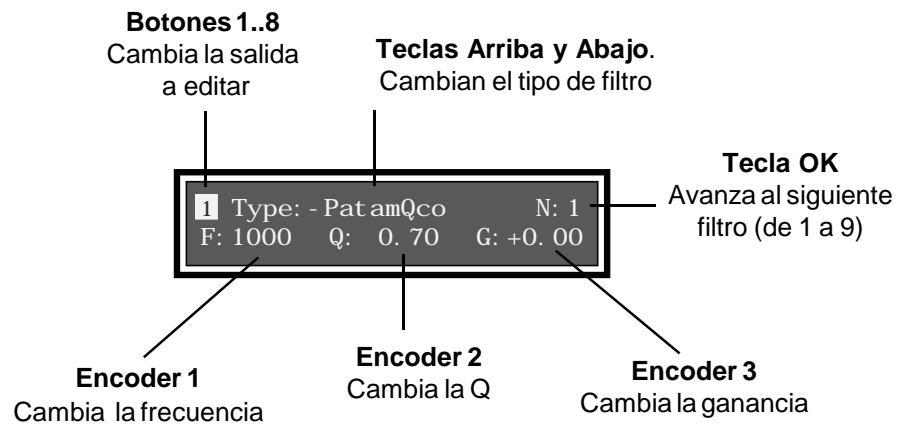 Botones 1..8
Cambia la salida
a editar
Teclas Arriba y Abajo.
Cambian el tipo de filtro
Tecla OK
Avanza al siguiente
filtro (de 1 a 9)
1 Type: - PatamQco N: 1
F: 1000 Q: 0. 70 G: +0. 00
Encoder 1
Cambia la frecuencia
Encoder 2
Cambia la Q
Encoder 3
Cambia la ganancia